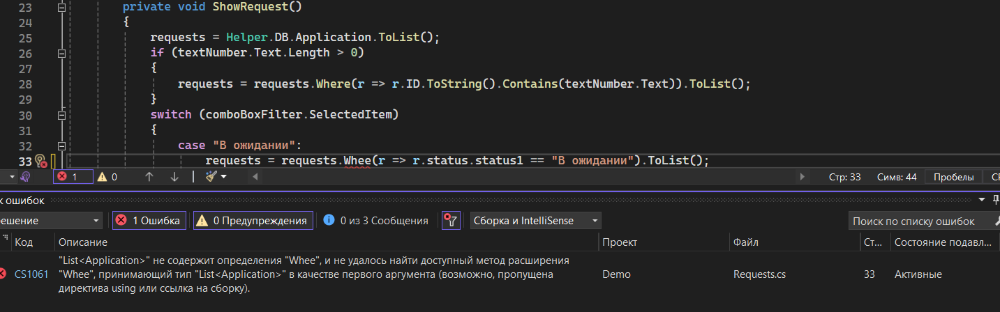 23 private void ShowRequest()
24 {
25 requests = Helper.DB.Application.ToList();
26 if (textNumber.Text.Length > 0)
27 {
28 requests = requests.Where(r => r.ID.ToString().Contains(textNumber.Text)).ToList();
29 }
30 switch (comboBoxFilter.SelectedItem)
31 {
32 case "В ожидании":
33 requests = requests.Whee(r => r.status.status1 == "В ожидании").ToList();
1 0 Стр: 33 Симв: 44 Пробелы
к ошибок
ешение 1 Ошибка 0 Предупреждения 0 из 3 Сообщения Сборка и IntelliSense Поиск по списку ошибок
Код Описание Проект Файл Ст... Состояние подавл...
"List<Application>" не содержит определения "Whee", и не удалось найти доступный метод расширения
CS1061 "Whee", принимающий тип "List<Application>" в качестве первого аргумента (возможно, пропущена Demo Requests.cs 33 Активные
директива using или ссылка на сборку).